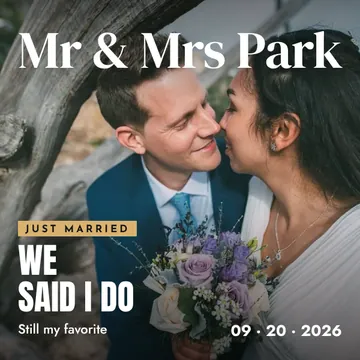 Mr & Mrs Park
JUST MARRIED
WE
SAID I DO
Still my favorite
09 · 20 · 2026